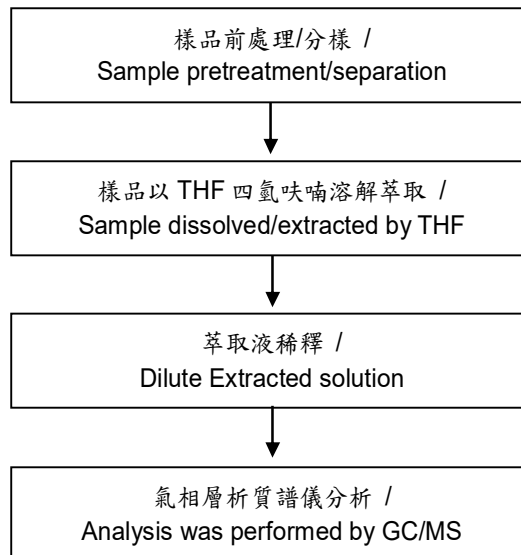 樣品前處理/分樣 /
Sample pretreatment/separation
樣品以 THF 四氫呋喃溶解萃取 /
Sample dissolved/extracted by THF
萃取液稀釋 /
Dilute Extracted solution
氣相層析質譜儀分析 /
Analysis was performed by GC/MS